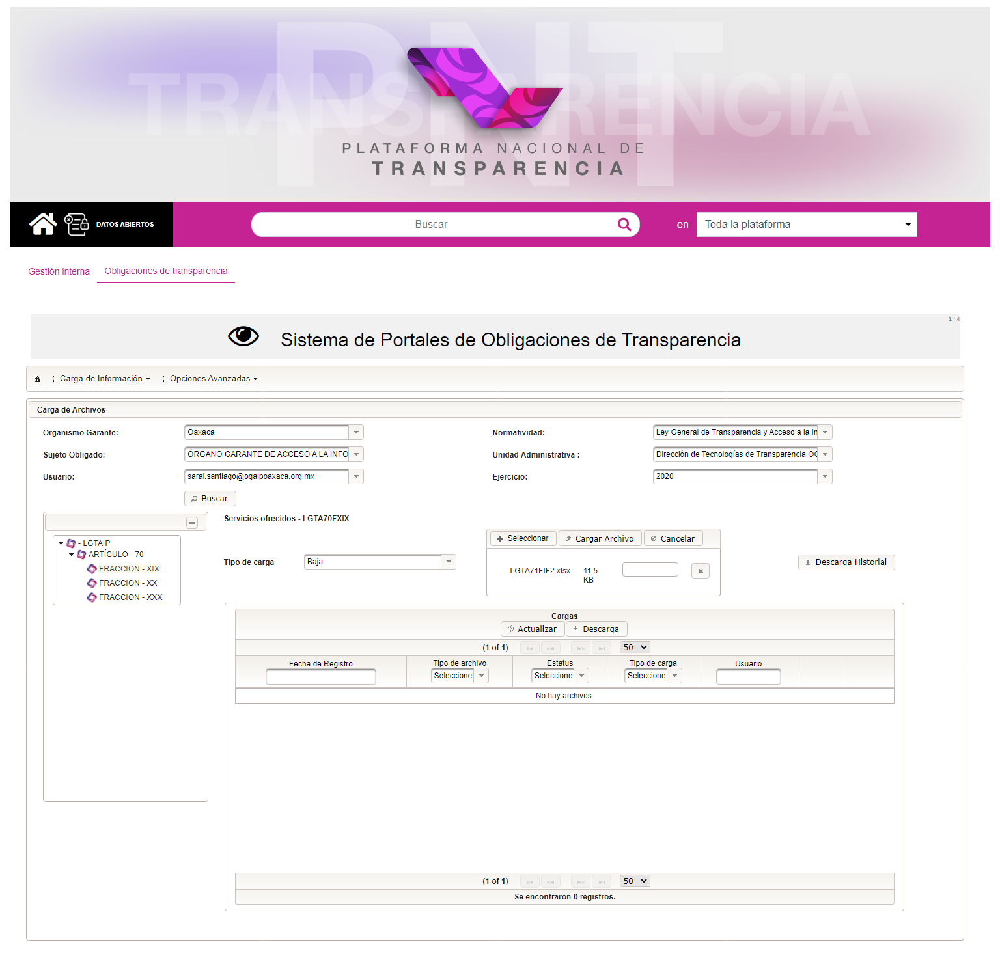 PNT
TRANSPARENCIA
PLATAFORMA NACIONAL DE
TRANSPARENCIA
DATOS ABIERTOS
Buscar
en
Toda la plataforma
Gestión interna
Obligaciones de transparencia
3.1.4
Sistema de Portales de Obligaciones de Transparencia
Carga de Información
Opciones Avanzadas
Carga de Archivos
Organismo Garante: Oaxaca
Normatividad: Ley General de Transparencia y Acceso a la In
Sujeto Obligado: ÓRGANO GARANTE DE ACCESO A LA INFO
Unidad Administrativa : Dirección de Tecnologías de Transparencia OG
Usuario: sarai.santiago@ogaipoaxaca.org.mx
Ejercicio: 2020
Buscar
- LGTAIP
ARTÍCULO - 70
FRACCION - XIX
FRACCION - XX
FRACCION - XXX
Servicios ofrecidos - LGTA70FXIX
Tipo de carga Baja
Seleccionar Cargar Archivo Cancelar
LGTA71FIF2.xlsx 11.5
KB
Descarga Historial
Cargas
Actualizar Descarga
(1 of 1) 50
Fecha de Registro Tipo de archivo Estatus Tipo de carga Usuario
Seleccione Seleccione Seleccione
No hay archivos.
(1 of 1) 50
Se encontraron 0 registros.